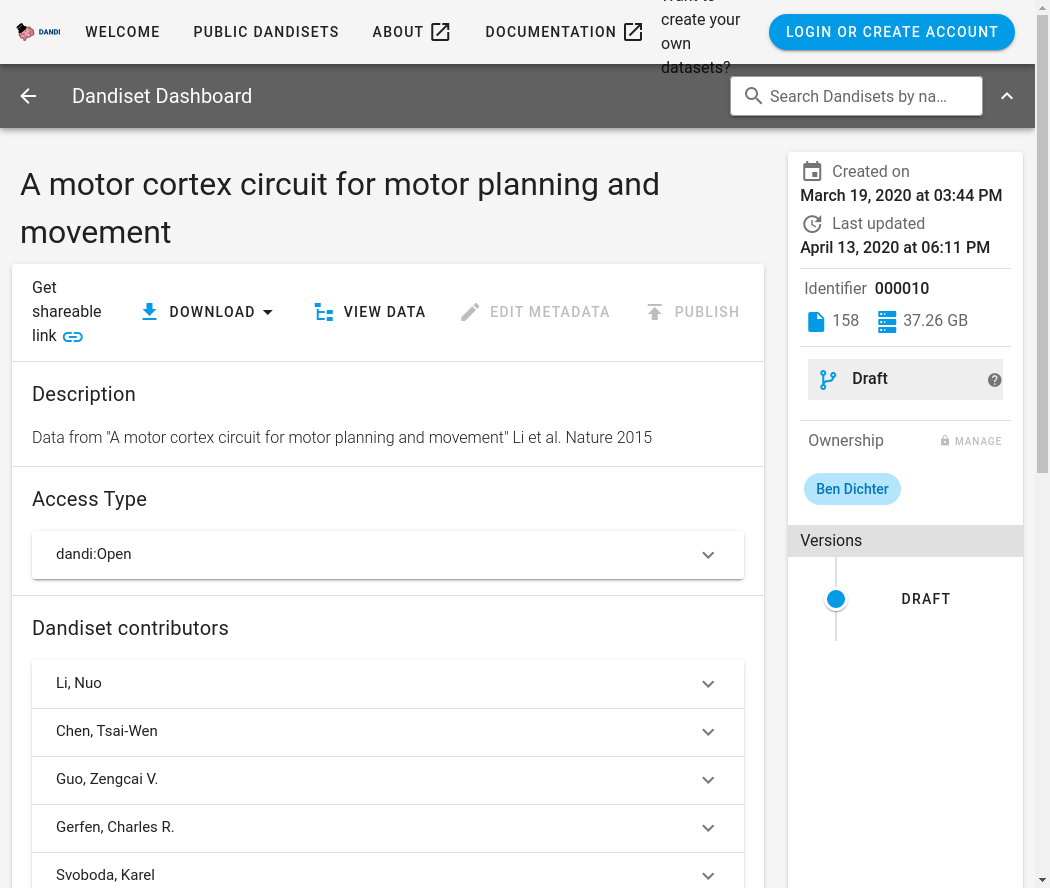 DANDI
WELCOME
PUBLIC DANDISETS
ABOUT
DOCUMENTATION
create your
own
datasets?
LOGIN OR CREATE ACCOUNT
Dandiset Dashboard
Search Dandisets by na...
A motor cortex circuit for motor planning and
movement
Get
shareable
link
DOWNLOAD
VIEW DATA
EDIT METADATA
PUBLISH
Description
Data from "A motor cortex circuit for motor planning and movement" Li et al. Nature 2015
Access Type
dandi:Open
Dandiset contributors
Li, Nuo
Chen, Tsai-Wen
Guo, Zengcai V.
Gerfen, Charles R.
Svoboda, Karel
Created on
March 19, 2020 at 03:44 PM
Last updated
April 13, 2020 at 06:11 PM
Identifier 000010
158
37.26 GB
Draft
Ownership
MANAGE
Ben Dichter
Versions
DRAFT